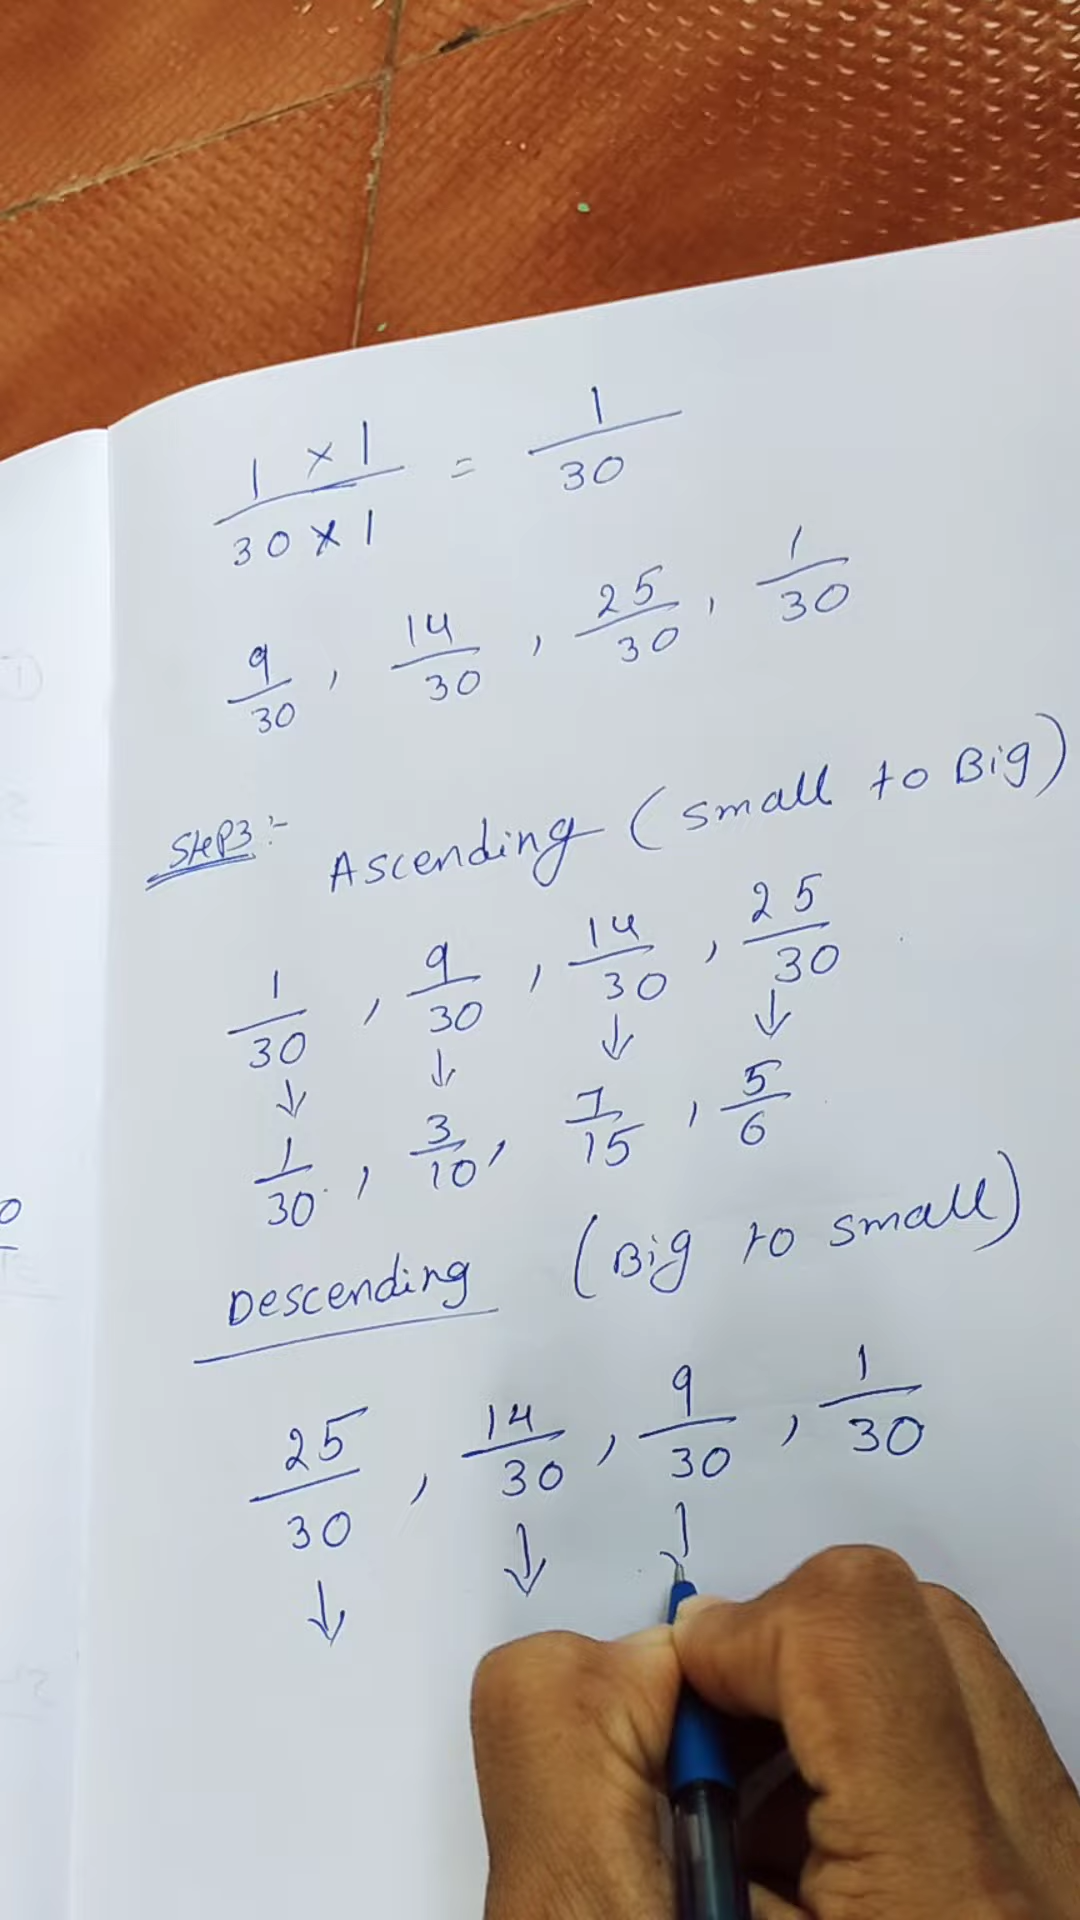 1 × 1 / 30 × 1 = 1/30
9/30 , 14/30 , 25/30 , 1/30
Step3:- Ascending (small to Big)
1/30 , 9/30 , 14/30 , 25/30
↓ ↓ ↓ ↓
1/30 , 3/10 , 7/15 , 5/6
Descending (Big to small)
25/30 , 14/30 , 9/30 , 1/30
↓ ↓